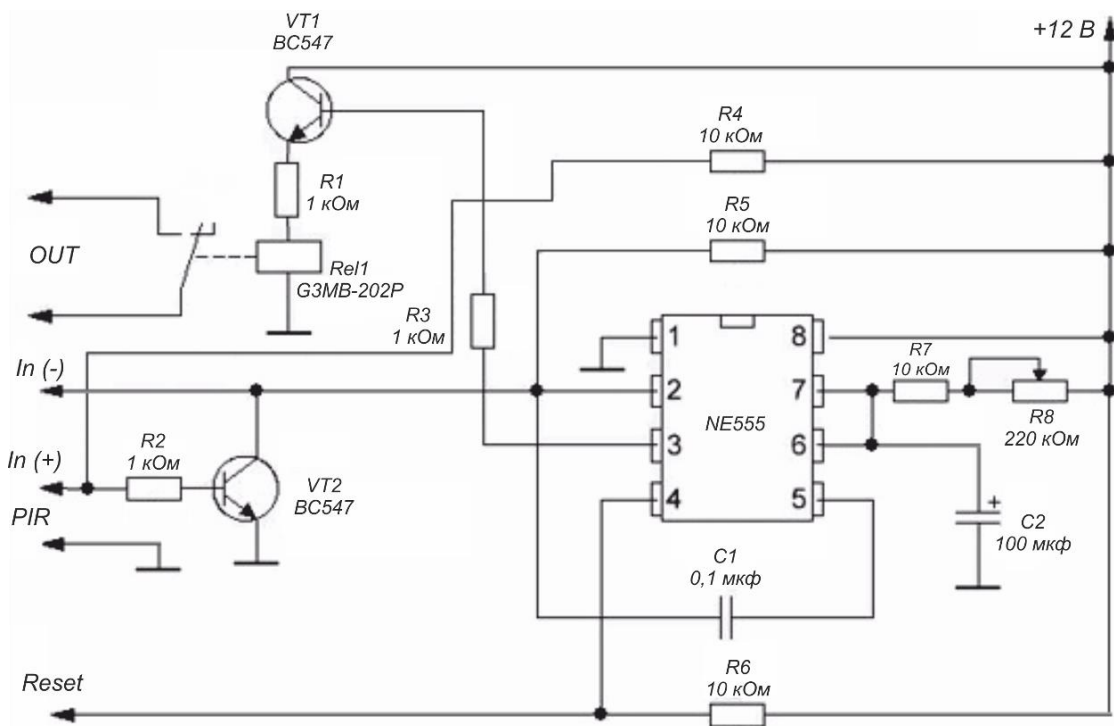 VT1
BC547
+12 В
R4
10 кОм
R1
1 кОм
R5
10 кОм
OUT
Rel1
G3MB-202P
R3
1 кОм
1
8
R7
10 кОм
In (-)
2
7
NE555
R8
220 кОм
R2
1 кОм
3
6
In (+)
VT2
BC547
4
5
PIR
+
C2
100 мкф
C1
0,1 мкф
R6
10 кОм
Reset